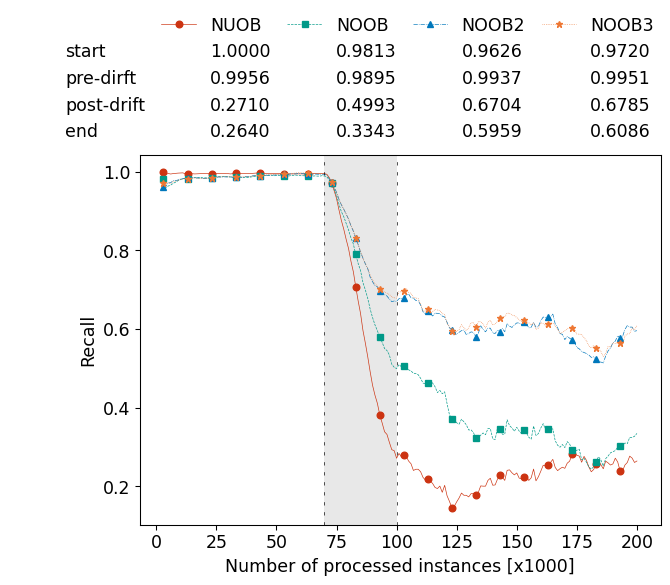 NUOB NOOB NOOB2 NOOB3
start 1.0000 0.9813 0.9626 0.9720
pre-dirft 0.9956 0.9895 0.9937 0.9951
post-drift 0.2710 0.4993 0.6704 0.6785
end 0.2640 0.3343 0.5959 0.6086
1.0
0.8
0.6
0.4
0.2
Recall
0 25 50 75 100 125 150 175 200
Number of processed instances [x1000]